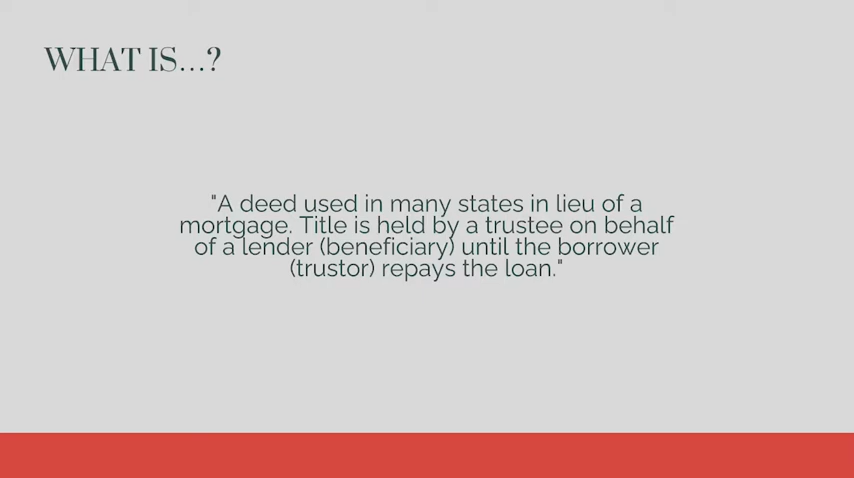 WHAT IS...?
"A deed used in many states in lieu of a
mortgage. Title is held by a trustee on behalf
of a lender (beneficiary) until the borrower
(trustor) repays the loan."